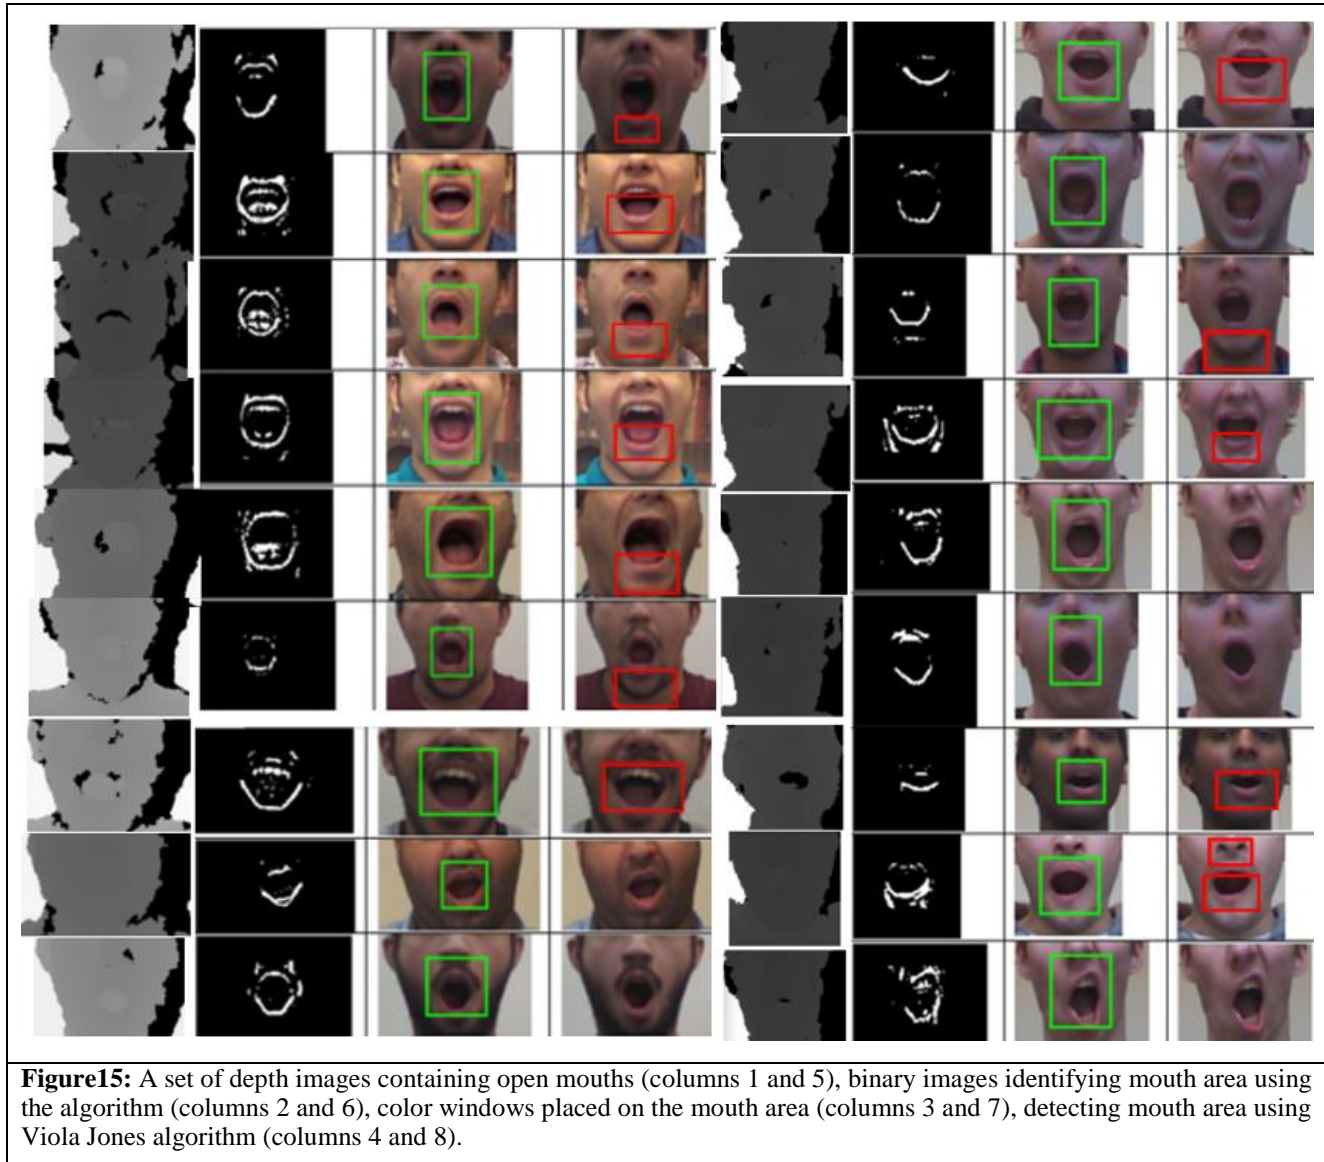 Figure15: A set of depth images containing open mouths (columns 1 and 5), binary images identifying mouth area using
the algorithm (columns 2 and 6), color windows placed on the mouth area (columns 3 and 7), detecting mouth area using
Viola Jones algorithm (columns 4 and 8).